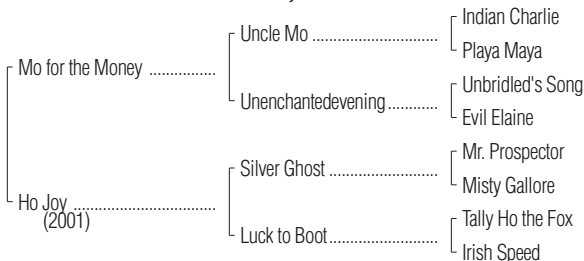 Indian Charlie
Uncle Mo ..............................
Playa Maya
Mo for the Money ................
Unbridled's Song
Unenchantedevening............
Evil Elaine
Mr. Prospector
Silver Ghost ..........................
Misty Gallore
Ho Joy ..................................
(2001)
Tally Ho the Fox
Luck to Boot..........................
Irish Speed